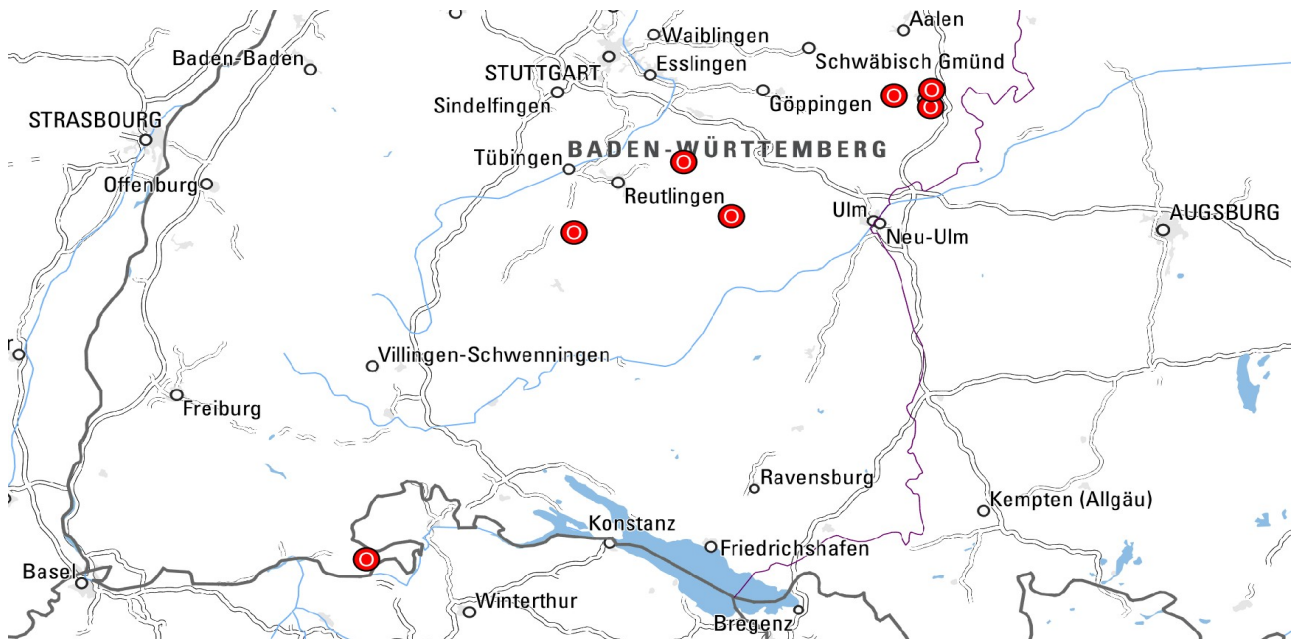 Aalen
Waiblingen
Baden-Baden
Schwäbisch Gmünd
STUTTGART
Esslingen
Sindelfingen
Göppingen
O
O
O
STRASBOURG
BADEN-WÜRTTEMBERG
Tübingen
O
Offenburg
Reutlingen
O
Ulm
AUGSBURG
O
Neu-Ulm
r
Villingen-Schwenningen
Freiburg
Ravensburg
Kempten (Allgäu)
Konstanz
Friedrichshafen
O
Basel
Winterthur
Bregenz